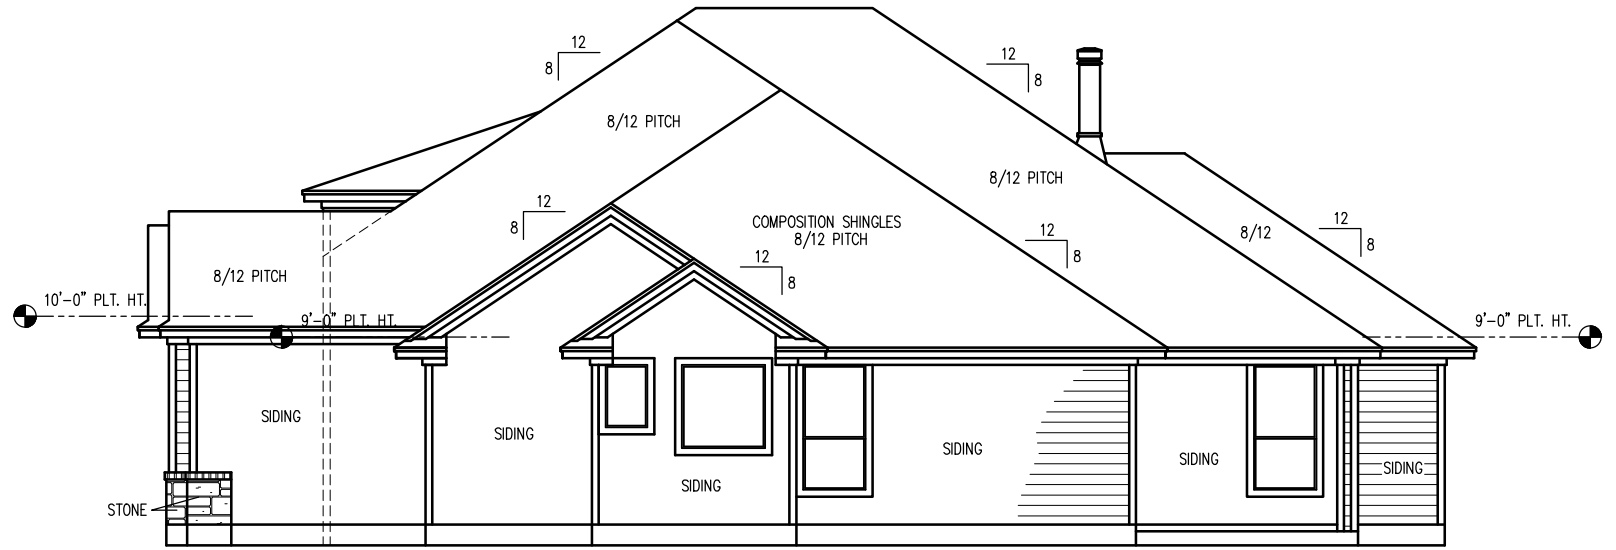 12
8
12
8
8/12 PITCH
8/12 PITCH
12
8
COMPOSITION SHINGLES
8/12 PITCH
12
8
8/12
12
8
12
8
8/12 PITCH
10'-0" PLT. HT.
9'-0" PLT. HT.
9'-0" PLT. HT.
SIDING
SIDING
SIDING
SIDING
SIDING
SIDING
STONE